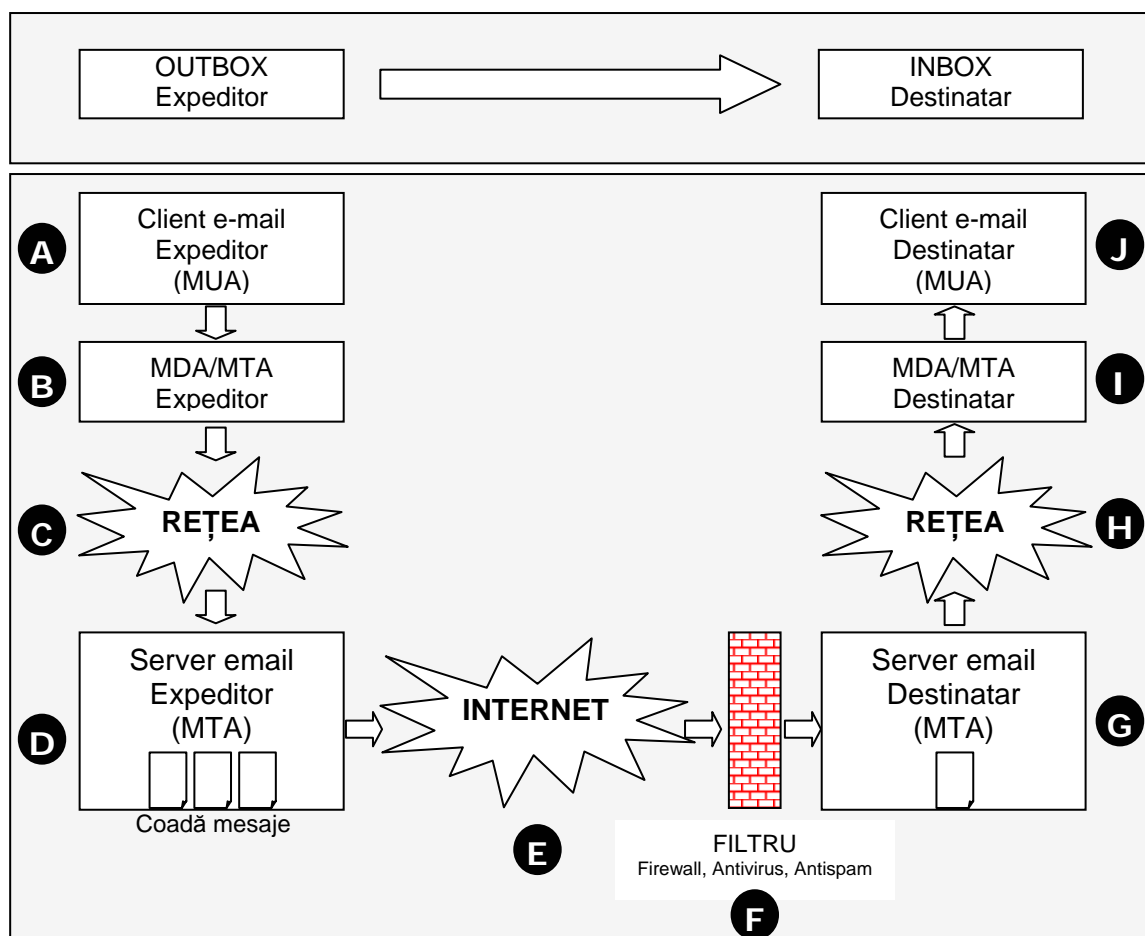 OUTBOX
Expeditor
INBOX
Destinatar
A
Client e-mail
Expeditor
(MUA)
Client e-mail
Destinatar
(MUA)
J
B
MDA/MTA
Expeditor
MDA/MTA
Destinatar
I
C
REȚEA
REȚEA
H
D
Server email
Expeditor
(MTA)
Coadă mesaje
INTERNET
E
FILTRU
Firewall, Antivirus, Antispam
F
Server email
Destinatar
(MTA)
G